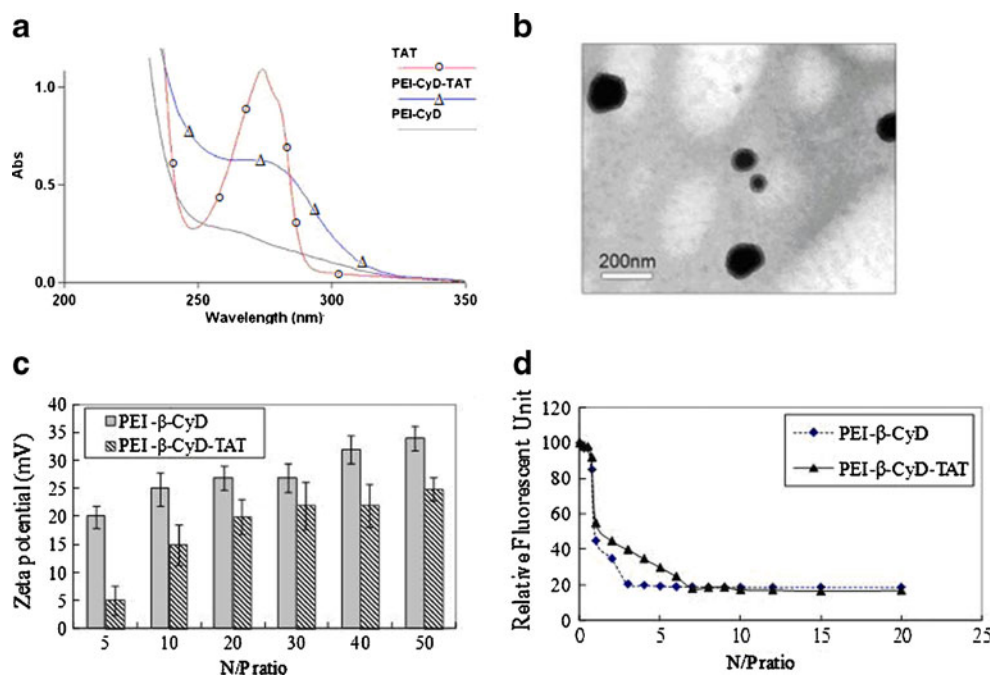 a
TAT
PEI-CyD-TAT
PEI-CyD
1.0
0.5
0.0
Abs
200 250 300 350
Wavelength (nm)
b
200nm
c
PEI-β-CyD
PEI-β-CyD-TAT
40
35
30
25
20
15
10
5
0
Zeta potential (mV)
5 10 20 30 40 50
N/P ratio
d
PEI-β-CyD
PEI-β-CyD-TAT
120
100
80
60
40
20
0
Relative Fluorescent Unit
0 5 10 15 20 25
N/P ratio